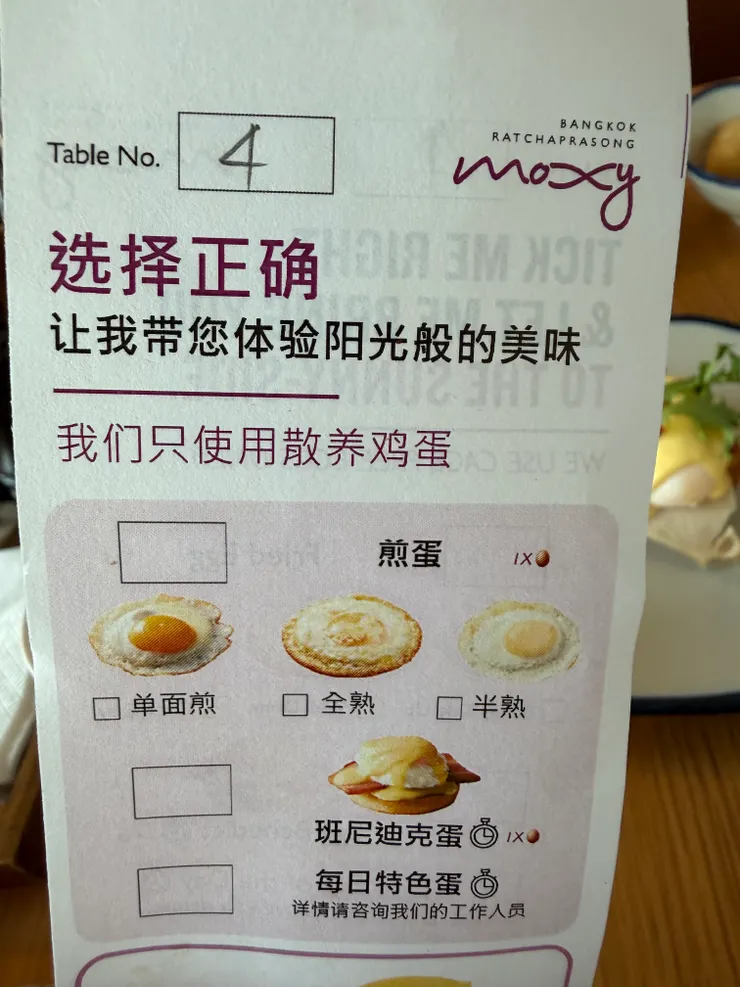 Table No. 4
BANGKOK
RATCHAPRASONG
moxy
选择正确
让我带您体验阳光般的美味
我们只使用散养鸡蛋
煎蛋 1X
单面煎 全熟 半熟
班尼迪克蛋 1X
每日特色蛋
详情请咨询我们的工作人员